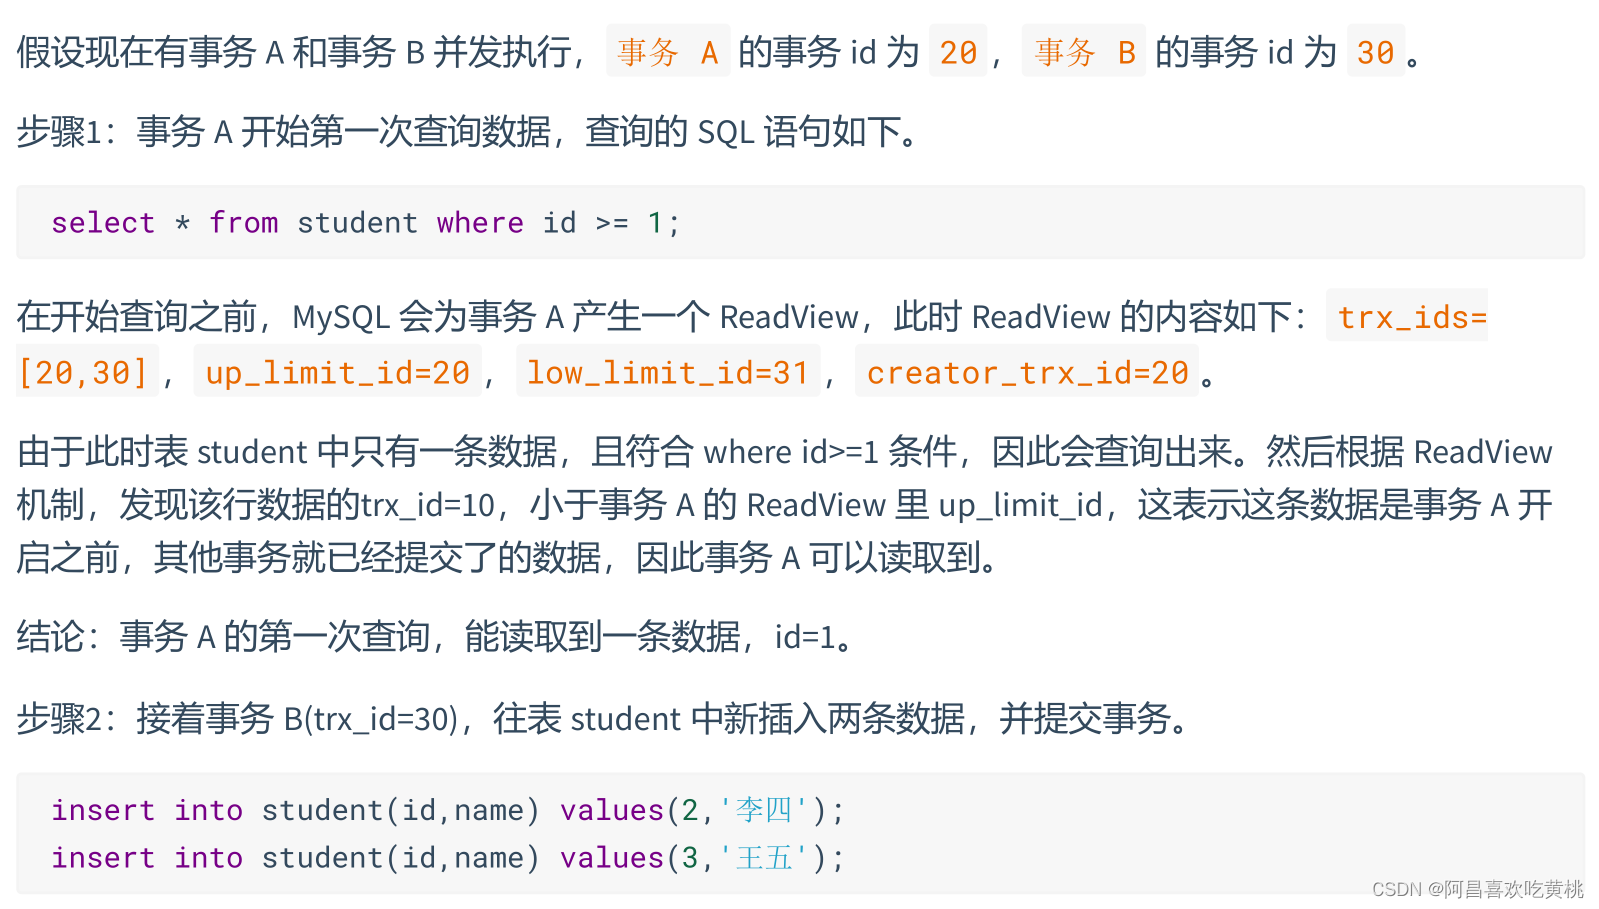 假设现在有事务 A 和事务 B 并发执行，事务 A 的事务 id 为 20，事务 B 的事务 id 为 30。
步骤1：事务 A 开始第一次查询数据，查询的 SQL 语句如下。
select * from student where id >= 1;
在开始查询之前，MySQL 会为事务 A 产生一个 ReadView，此时 ReadView 的内容如下：trx_ids=
[20,30]，up_limit_id=20，low_limit_id=31，creator_trx_id=20。
由于此时表 student 中只有一条数据，且符合 where id>=1 条件，因此会查询出来。然后根据 ReadView
机制，发现该行数据的trx_id=10，小于事务 A 的 ReadView 里 up_limit_id，这表示这条数据是事务 A 开
启之前，其他事务就已经提交了的数据，因此事务 A 可以读取到。
结论：事务 A 的第一次查询，能读取到一条数据，id=1。
步骤2：接着事务 B(trx_id=30)，往表 student 中新插入两条数据，并提交事务。
insert into student(id,name) values(2,'李四');
insert into student(id,name) values(3,'王五');
CSDN @阿昌喜欢吃黄桃